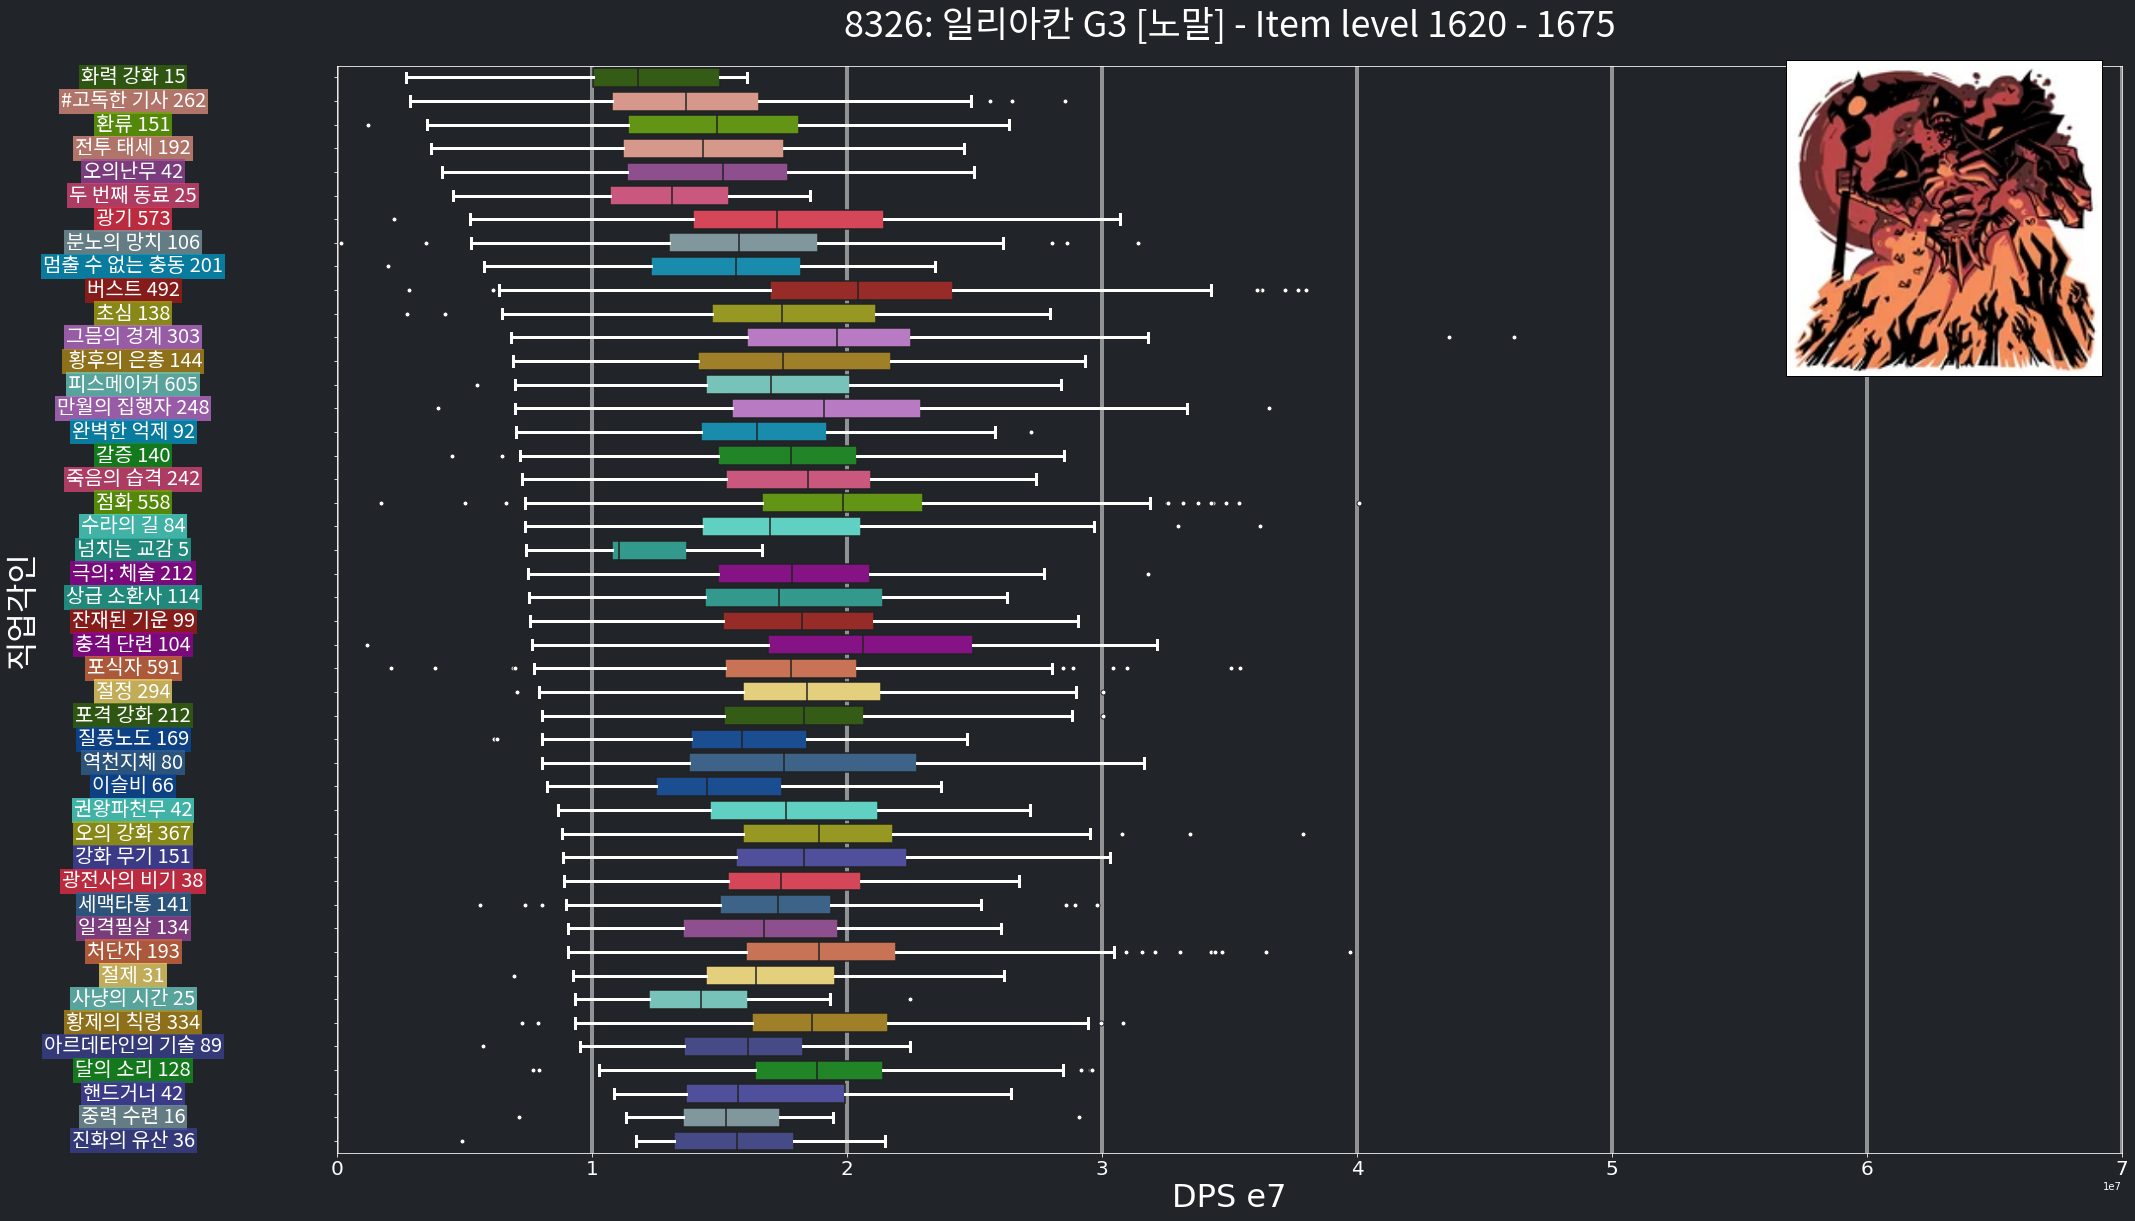 8326: 일리아칸 G3 [노말] - Item level 1620 - 1675
화력 강화 15
#고독한 기사 262
환류 151
전투 태세 192
오의난무 42
두 번째 동료 25
광기 573
분노의 망치 106
멈출 수 없는 충동 201
버스트 492
초심 138
그믐의 경계 303
황후의 은총 144
피스메이커 605
만월의 집행자 248
완벽한 억제 92
갈증 140
죽음의 습격 242
점화 558
수라의 길 84
넘치는 교감 5
극의: 체술 212
상급 소환사 114
잔재된 기운 99
충격 단련 104
포식자 591
절정 294
포격 강화 212
질풍노도 169
역천지체 80
이슬비 66
권왕파천무 42
오의 강화 367
강화 무기 151
광전사의 비기 38
세맥타통 141
일격필살 134
처단자 193
절제 31
사냥의 시간 25
황제의 칙령 334
아르데타인의 기술 89
달의 소리 128
핸드거너 42
중력 수련 16
진화의 유산 36
직업각인
0 1 2 3 4 5 6 7
1e7
DPS e7